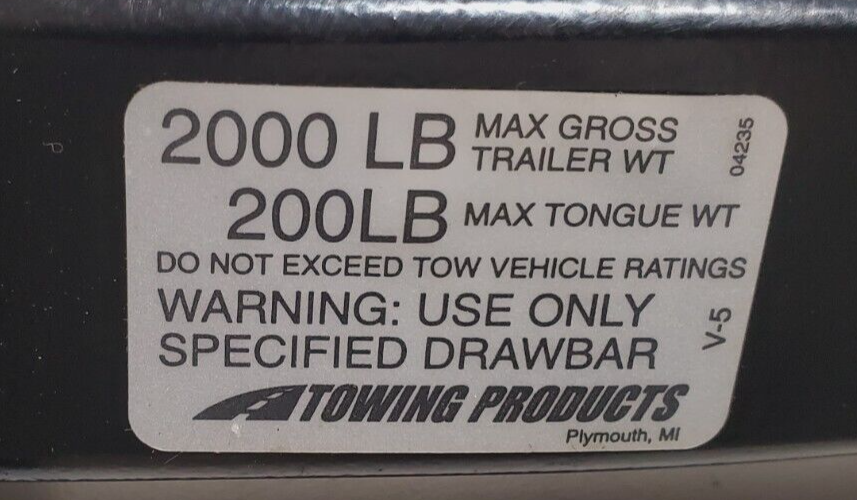 2000 LB MAX GROSS
TRAILER WT
04235
200LB MAX TONGUE WT
DO NOT EXCEED TOW VEHICLE RATINGS
WARNING: USE ONLY
SPECIFIED DRAWBAR
V-5
TOWING PRODUCTS
Plymouth, MI
P